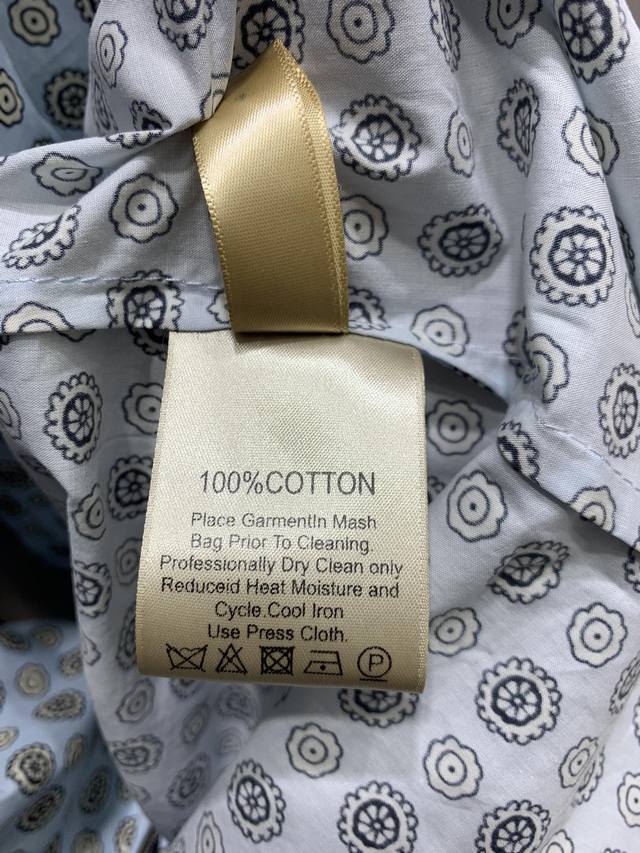 100%COTTON
Place GarmentIn Mash
Bag Prior To Cleaning.
Professionally Dry Clean only
Reduceid Heat Moisture and
Cycle.Cool Iron
Use Press Cloth.
P